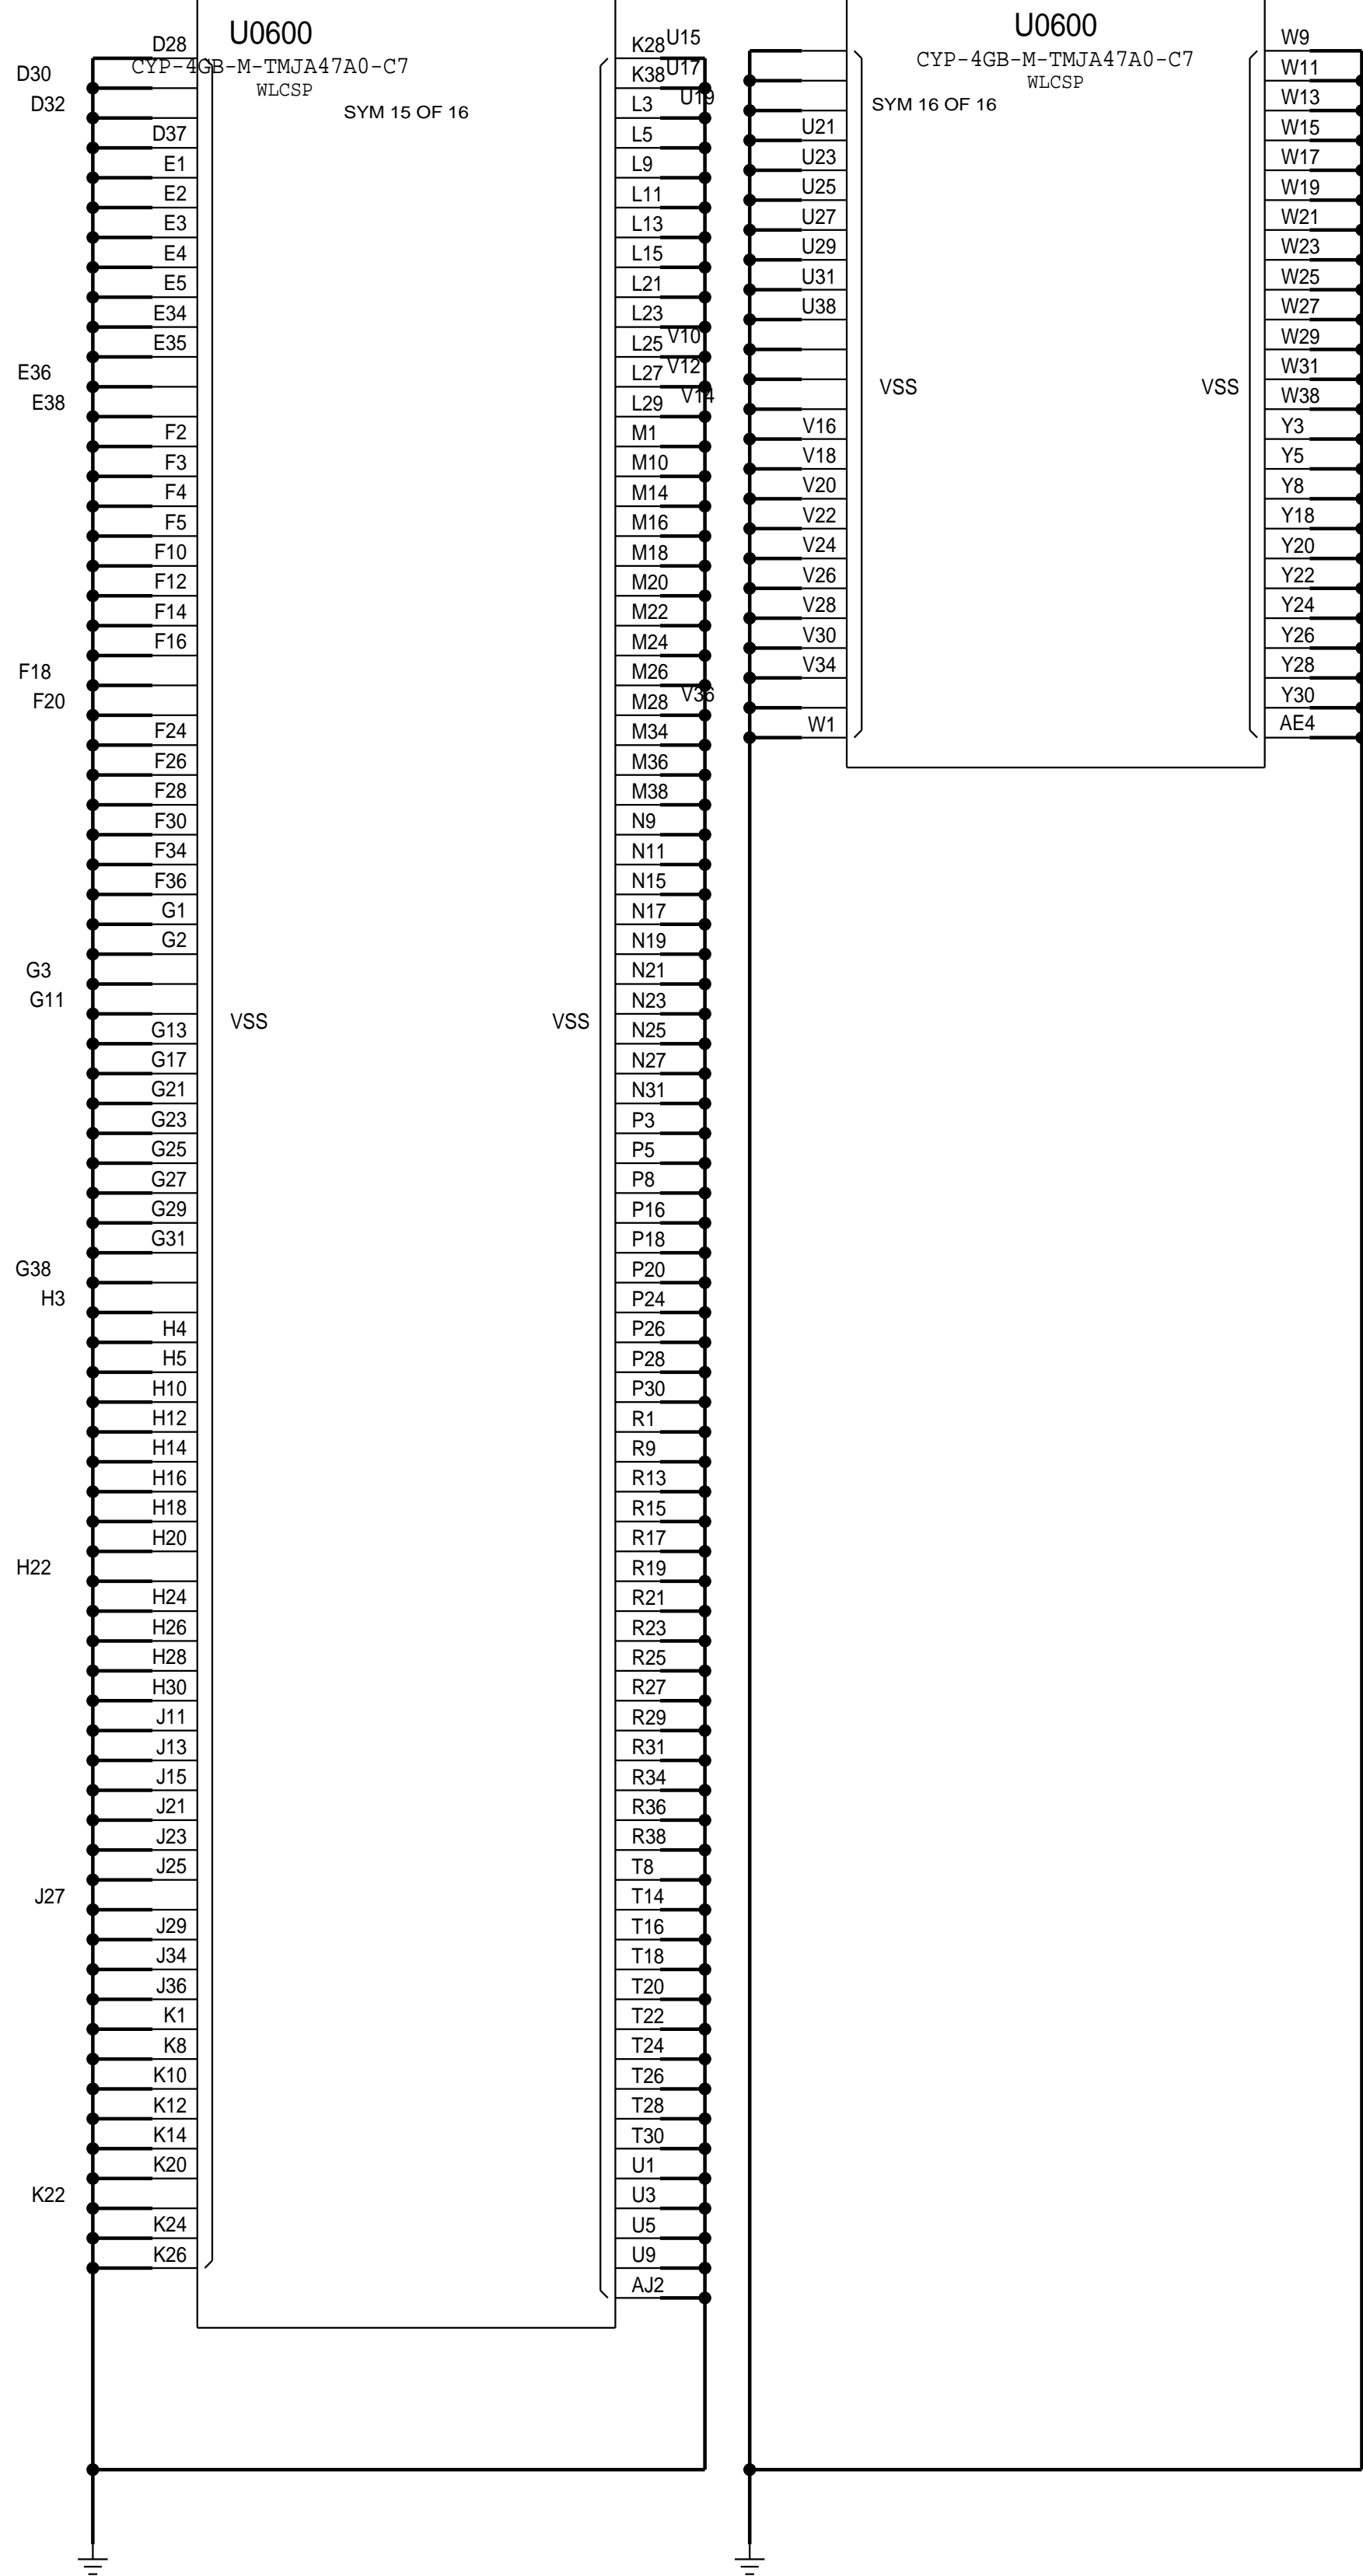 U0600
CYP-4GB-M-TMJA47A0-C7
WLCSP
SYM 15 OF 16
D28
D30
D32
D37
E1
E2
E3
E4
E5
E34
E35
E36
E38
F2
F3
F4
F5
F10
F12
F14
F16
F18
F20
F24
F26
F28
F30
F34
F36
G1
G2
G3
G11
G13
G17
G21
G23
G25
G27
G29
G31
G38
H3
H4
H5
H10
H12
H14
H16
H18
H20
H22
H24
H26
H28
H30
J11
J13
J15
J21
J23
J25
J27
J29
J34
J36
K1
K8
K10
K12
K14
K20
K22
K24
K26
VSS
VSS
K28
K38
L3
L5
L9
L11
L13
L15
L21
L23
L25
L27
L29
M1
M10
M14
M16
M18
M20
M22
M24
M26
M28
M34
M36
M38
N9
N11
N15
N17
N19
N21
N23
N25
N27
N31
P3
P5
P8
P16
P18
P20
P24
P26
P28
P30
R1
R9
R13
R15
R17
R19
R21
R23
R25
R27
R29
R31
R34
R36
R38
T8
T14
T16
T18
T20
T22
T24
T26
T28
T30
U1
U3
U5
U9
AJ2
U0600
CYP-4GB-M-TMJA47A0-C7
WLCSP
SYM 16 OF 16
U15
U17
U19
U21
U23
U25
U27
U29
U31
U38
V10
V12
V14
V16
V18
V20
V22
V24
V26
V28
V30
V34
V36
W1
VSS
VSS
W9
W11
W13
W15
W17
W19
W21
W23
W25
W27
W29
W31
W38
Y3
Y5
Y8
Y18
Y20
Y22
Y24
Y26
Y28
Y30
AE4